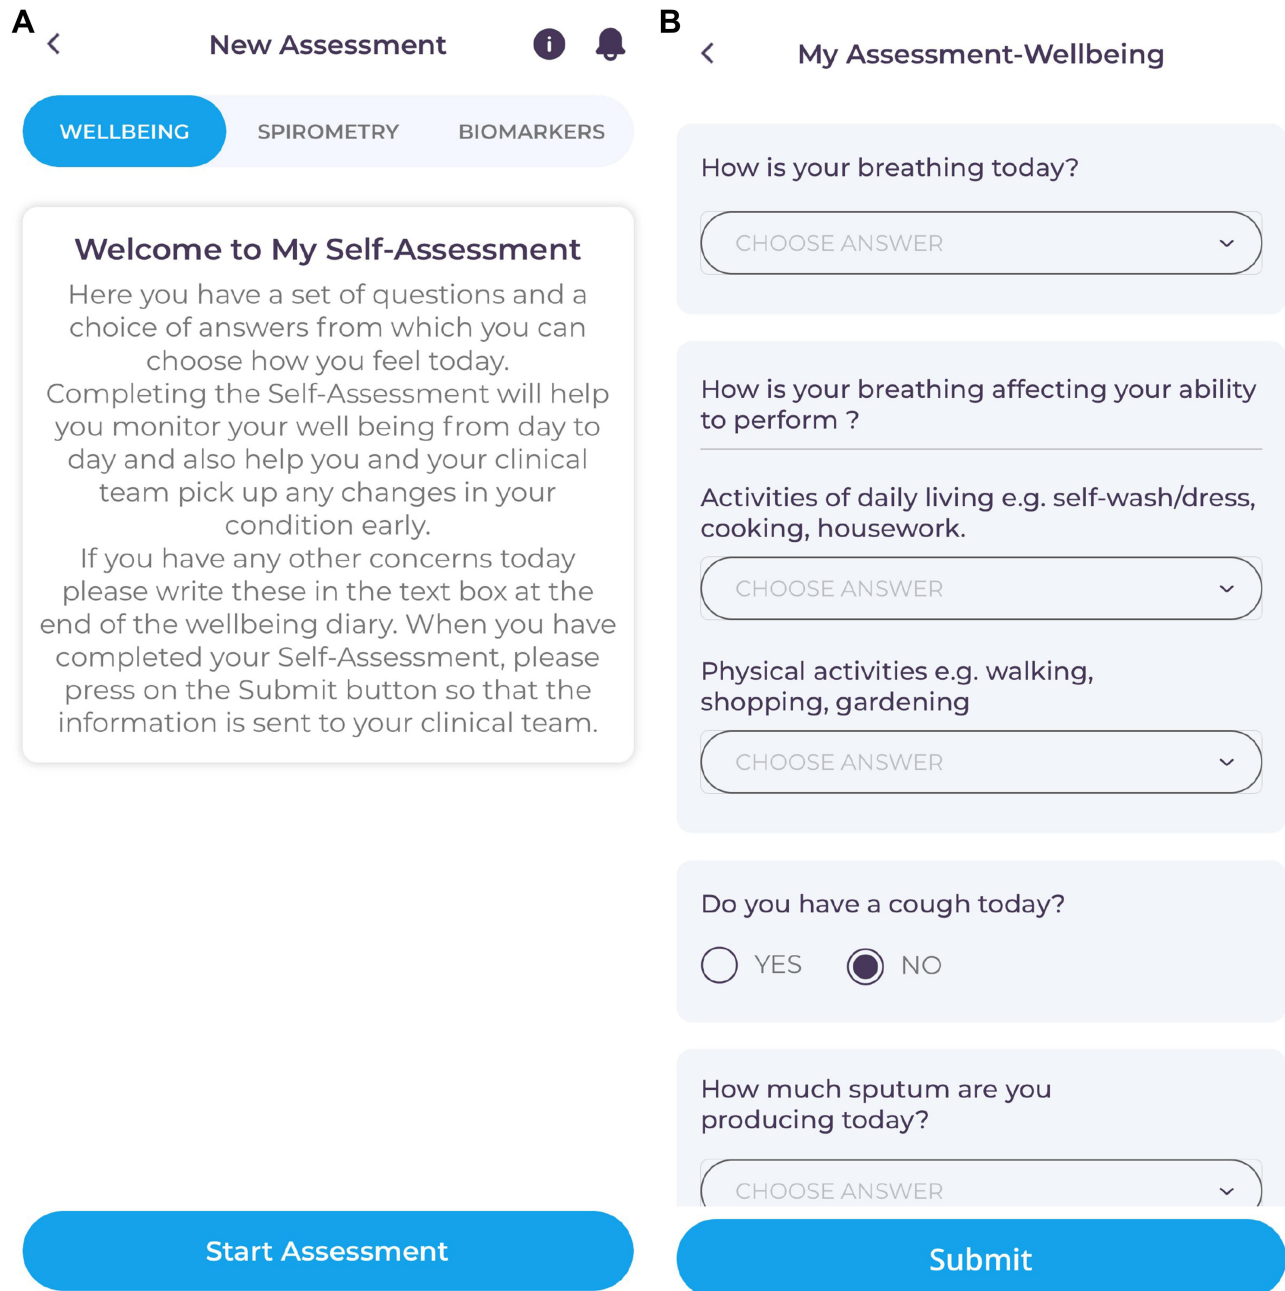 A
New Assessment
WELLBEING SPIROMETRY BIOMARKERS
Welcome to My Self-Assessment
Here you have a set of questions and a
choice of answers from which you can
choose how you feel today.
Completing the Self-Assessment will help
you monitor your well being from day to
day and also help you and your clinical
team pick up any changes in your
condition early.
If you have any other concerns today
please write these in the text box at the
end of the wellbeing diary. When you have
completed your Self-Assessment, please
press on the Submit button so that the
information is sent to your clinical team.
Start Assessment
B
My Assessment-Wellbeing
How is your breathing today?
CHOOSE ANSWER
How is your breathing affecting your ability
to perform ?
Activities of daily living e.g. self-wash/dress,
cooking, housework.
CHOOSE ANSWER
Physical activities e.g. walking,
shopping, gardening
CHOOSE ANSWER
Do you have a cough today?
YES NO
How much sputum are you
producing today?
CHOOSE ANSWER
Submit